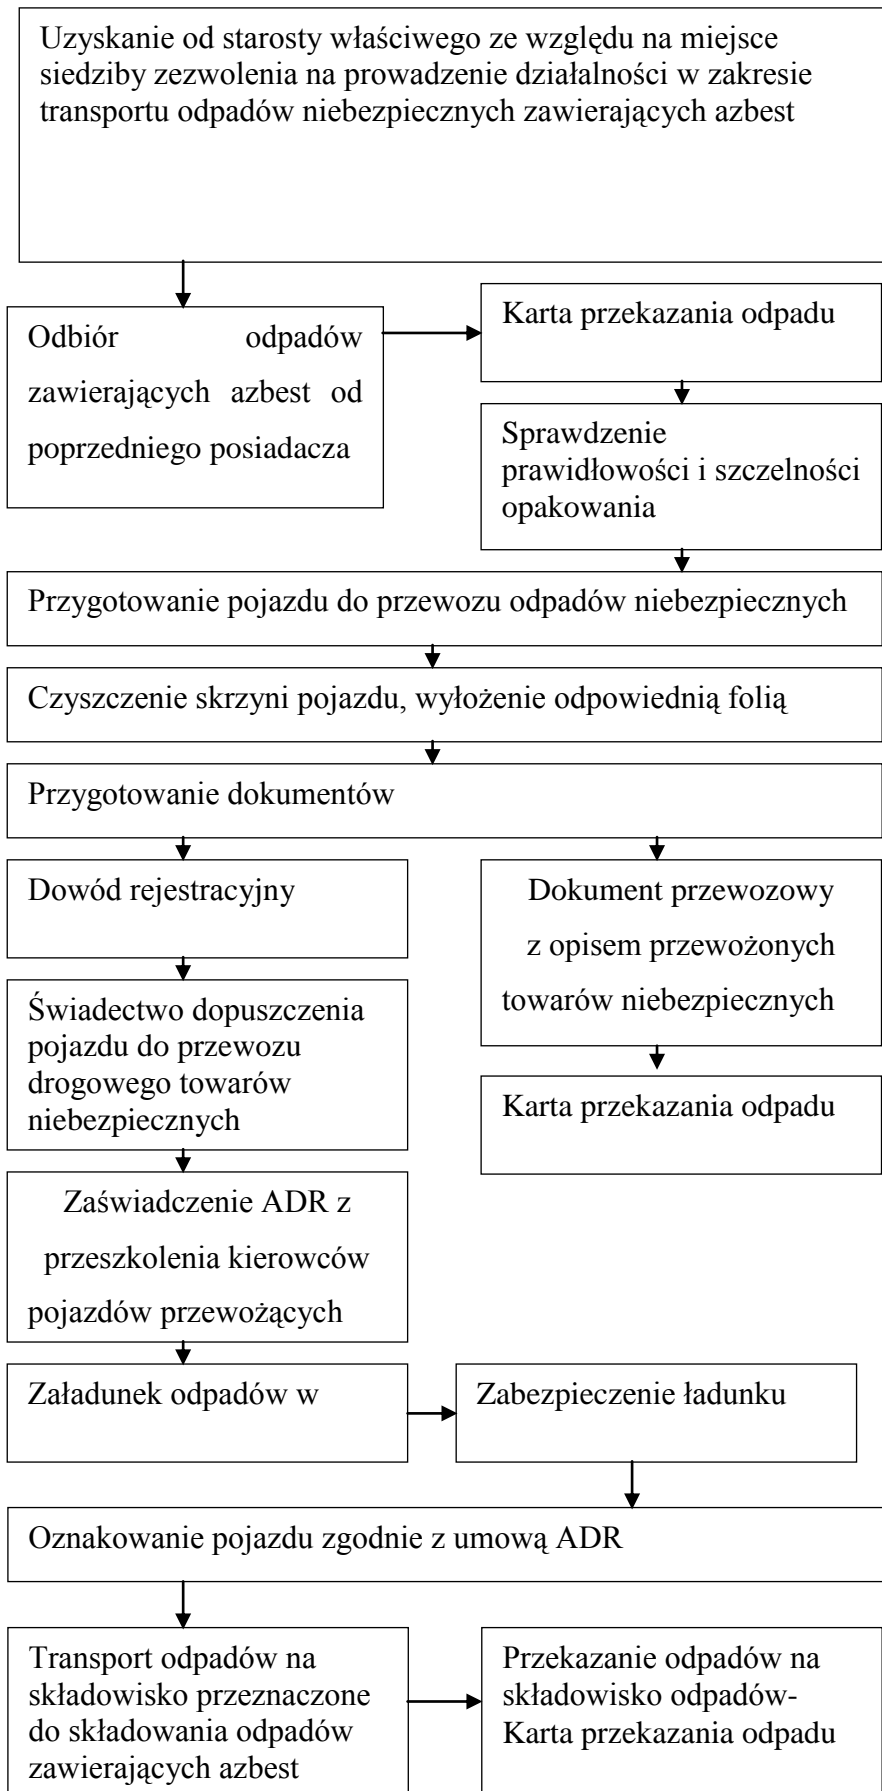 Uzyskanie od starosty właściwego ze względu na miejsce
siedziby zezwolenia na prowadzenie działalności w zakresie
transportu odpadów niebezpiecznych zawierających azbest
Odbiór odpadów
zawierających azbest od
poprzedniego posiadacza
Karta przekazania odpadu
Sprawdzenie
prawidłowości i szczelności
opakowania
Przygotowanie pojazdu do przewozu odpadów niebezpiecznych
Czyszczenie skrzyni pojazdu, wyłożenie odpowiednią folią
Przygotowanie dokumentów
Dowód rejestracyjny
Świadectwo dopuszczenia
pojazdu do przewozu
drogowego towarów
niebezpiecznych
Zaświadczenie ADR z
przeszkolenia kierowców
pojazdów przewożących
Dokument przewozowy
z opisem przewożonych
towarów niebezpiecznych
Karta przekazania odpadu
Załadunek odpadów w
Zabezpieczenie ładunku
Oznakowanie pojazdu zgodnie z umową ADR
Transport odpadów na
składowisko przeznaczone
do składowania odpadów
zawierających azbest
Przekazanie odpadów na
składowisko odpadów-
Karta przekazania odpadu